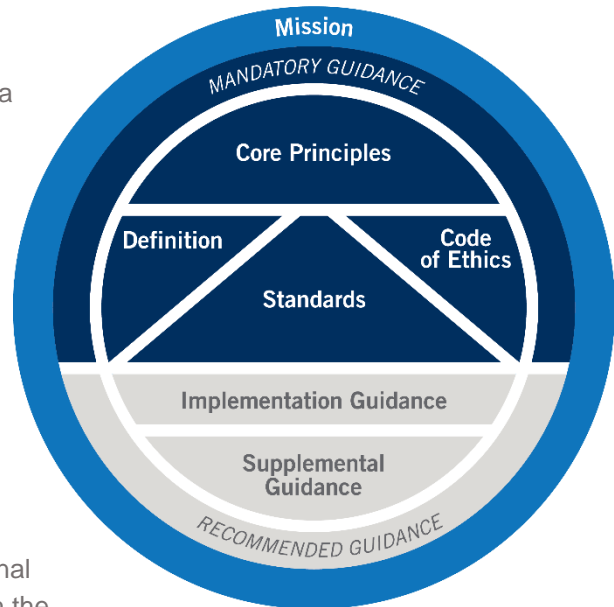 Mission
MANDATORY GUIDANCE
a
Core Principles
Definition
Code
of Ethics
Standards
Implementation Guidance
Supplemental
Guidance
RECOMMENDED GUIDANCE